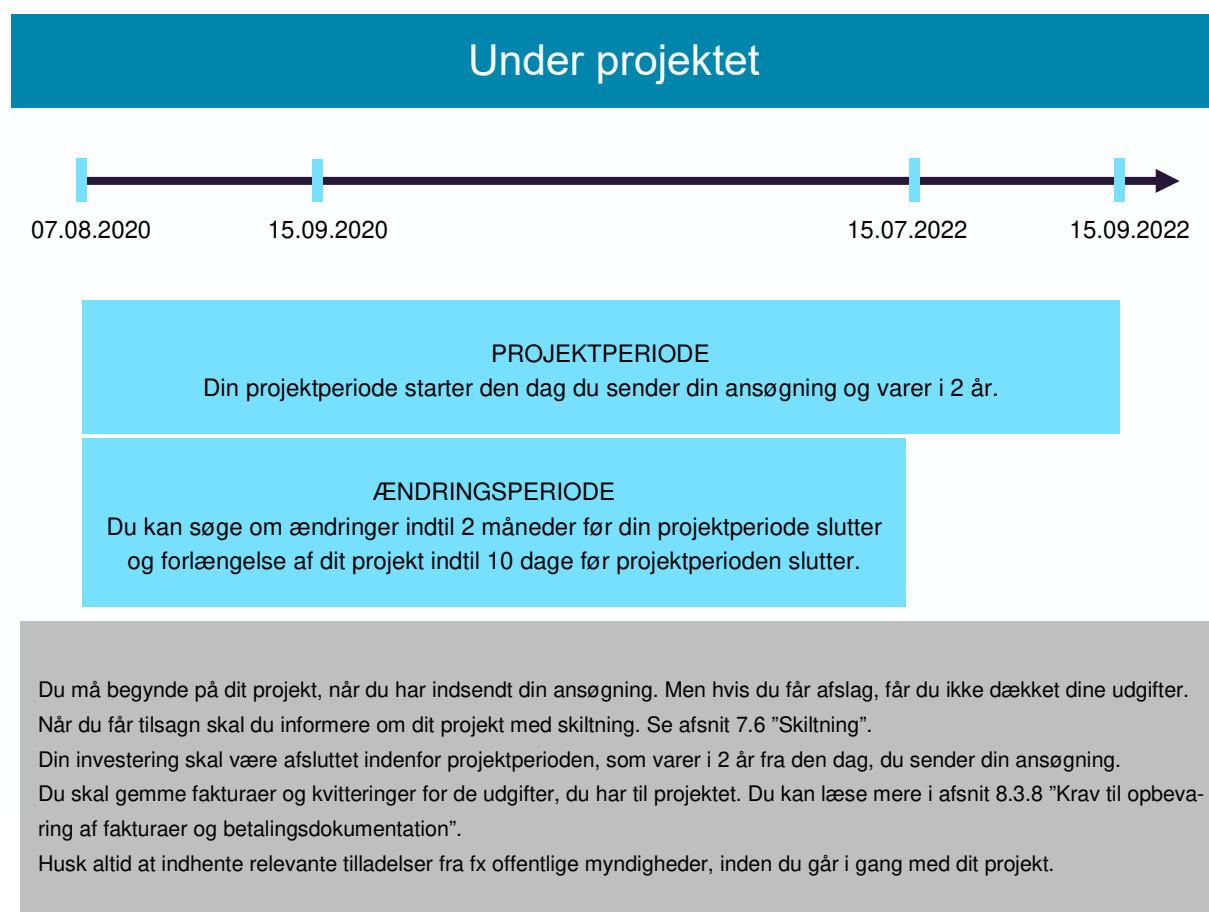 Under projektet
07.08.2020 15.09.2020 15.07.2022 15.09.2022
PROJEKTPERIODE
Din projektperiode starter den dag du sender din ansøgning og varer i 2 år.
ÆNDRINGSPERIODE
Du kan søge om ændringer indtil 2 måneder før din projektperiode slutter
og forlængelse af dit projekt indtil 10 dage før projektperioden slutter.
Du må begynde på dit projekt, når du har indsendt din ansøgning. Men hvis du får afslag, får du ikke dækket dine udgifter.
Når du får tilsagn skal du informere om dit projekt med skiltning. Se afsnit 7.6 ”Skiltning”.
Din investering skal være afsluttet indenfor projektperioden, som varer i 2 år fra den dag, du sender din ansøgning.
Du skal gemme fakturaer og kvitteringer for de udgifter, du har til projektet. Du kan læse mere i afsnit 8.3.8 ”Krav til opbeva-
ring af fakturaer og betalingsdokumentation”.
Husk altid at indhente relevante tilladelser fra fx offentlige myndigheder, inden du går i gang med dit projekt.